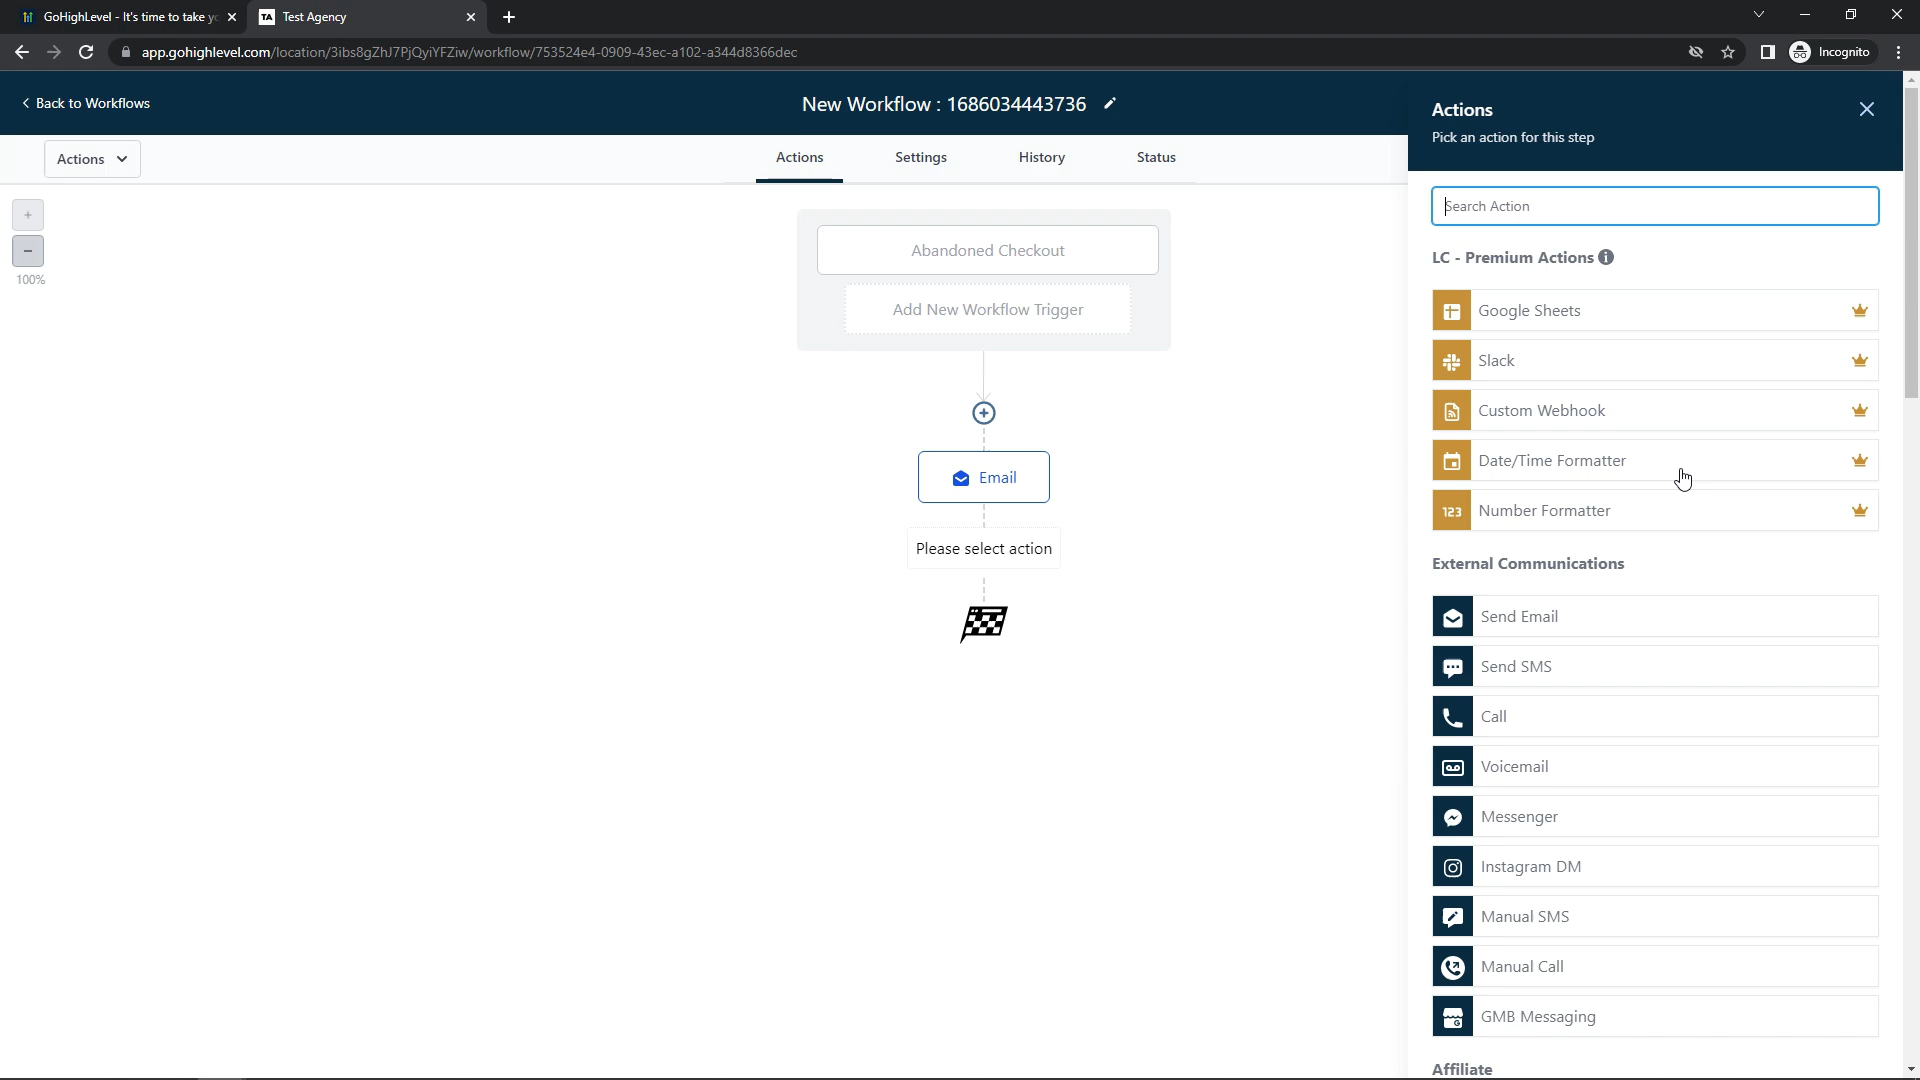 GoHighLevel - It's time to take yo
TA Test Agency
app.gohighlevel.com/location/3ibs8gZhJ7PjQyiYFZiw/workflow/753524e4-0909-43ec-a102-a344d8366dec
Incognito
Back to Workflows
New Workflow : 1686034443736
Actions
Pick an action for this step
Actions
Actions
Settings
History
Status
+
-
100%
Abandoned Checkout
Add New Workflow Trigger
Email
Please select action
Search Action
LC - Premium Actions
Google Sheets
Slack
Custom Webhook
Date/Time Formatter
123 Number Formatter
External Communications
Send Email
Send SMS
Call
Voicemail
Messenger
Instagram DM
Manual SMS
Manual Call
GMB Messaging
Affiliate